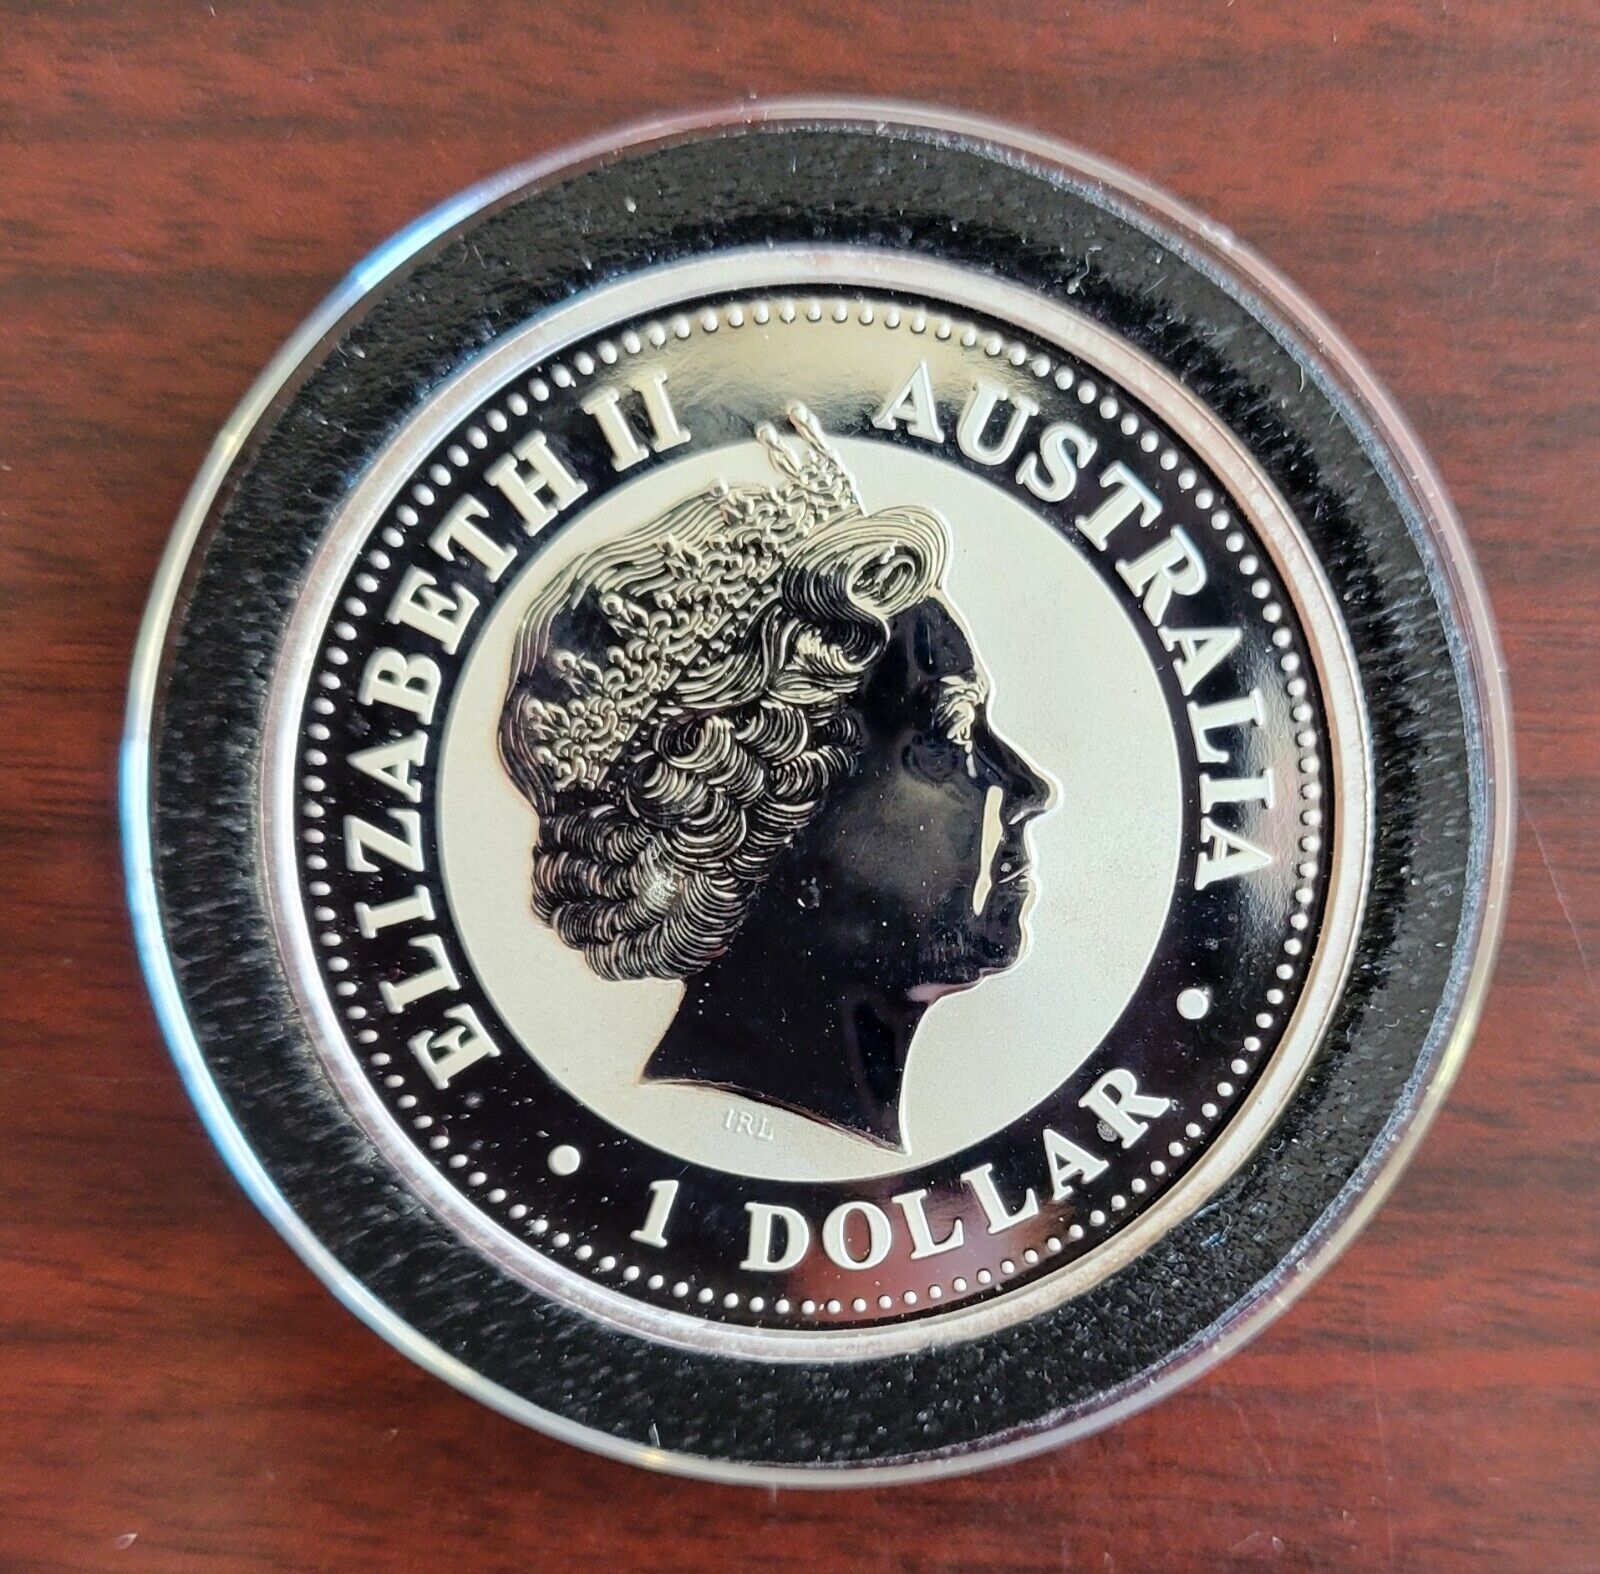 ELIZABETH II
AUSTRALIA
• 1 DOLLAR •
IRL